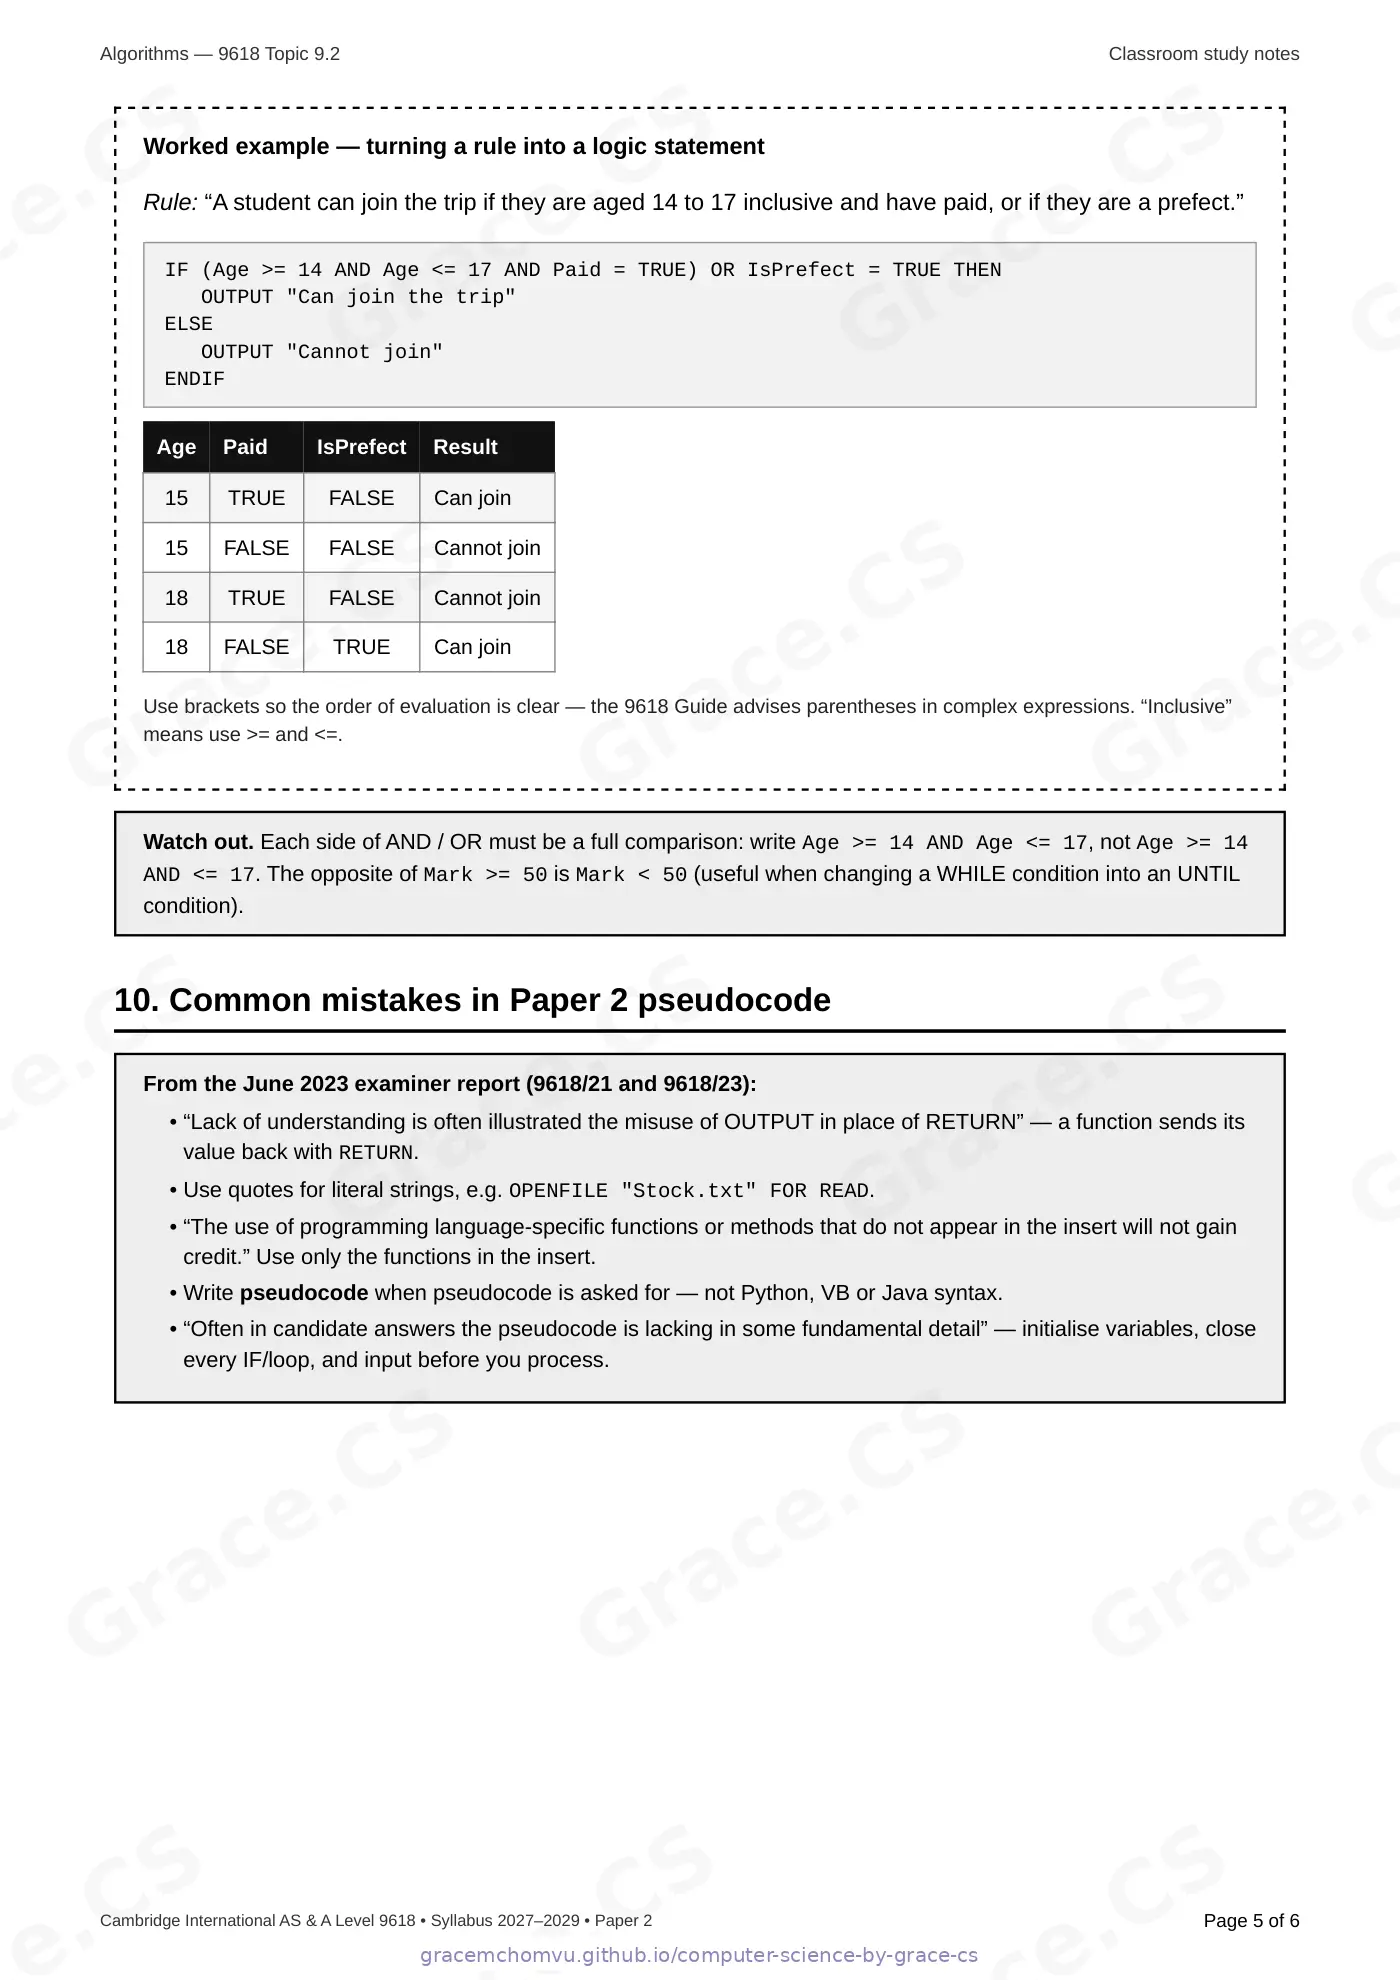 Algorithms — 9618 Topic 9.2
Classroom study notes
Worked example — turning a rule into a logic statement
Rule: “A student can join the trip if they are aged 14 to 17 inclusive and have paid, or if they are a prefect.”
IF (Age >= 14 AND Age <= 17 AND Paid = TRUE) OR IsPrefect = TRUE THEN
   OUTPUT "Can join the trip"
ELSE
   OUTPUT "Cannot join"
ENDIF
Age Paid IsPrefect Result
15 TRUE FALSE Can join
15 FALSE FALSE Cannot join
18 TRUE FALSE Cannot join
18 FALSE TRUE Can join
Use brackets so the order of evaluation is clear — the 9618 Guide advises parentheses in complex expressions. “Inclusive”
means use >= and <=.
Watch out. Each side of AND / OR must be a full comparison: write Age >= 14 AND Age <= 17, not Age >= 14
AND <= 17. The opposite of Mark >= 50 is Mark < 50 (useful when changing a WHILE condition into an UNTIL
condition).
10. Common mistakes in Paper 2 pseudocode
From the June 2023 examiner report (9618/21 and 9618/23):
• “Lack of understanding is often illustrated the misuse of OUTPUT in place of RETURN” — a function sends its
value back with RETURN.
• Use quotes for literal strings, e.g. OPENFILE "Stock.txt" FOR READ.
• “The use of programming language-specific functions or methods that do not appear in the insert will not gain
credit.” Use only the functions in the insert.
• Write pseudocode when pseudocode is asked for — not Python, VB or Java syntax.
• “Often in candidate answers the pseudocode is lacking in some fundamental detail” — initialise variables, close
every IF/loop, and input before you process.
Cambridge International AS & A Level 9618 • Syllabus 2027–2029 • Paper 2
Page 5 of 6
gracemchomvu.github.io/computer-science-by-grace-cs
Grace.CS